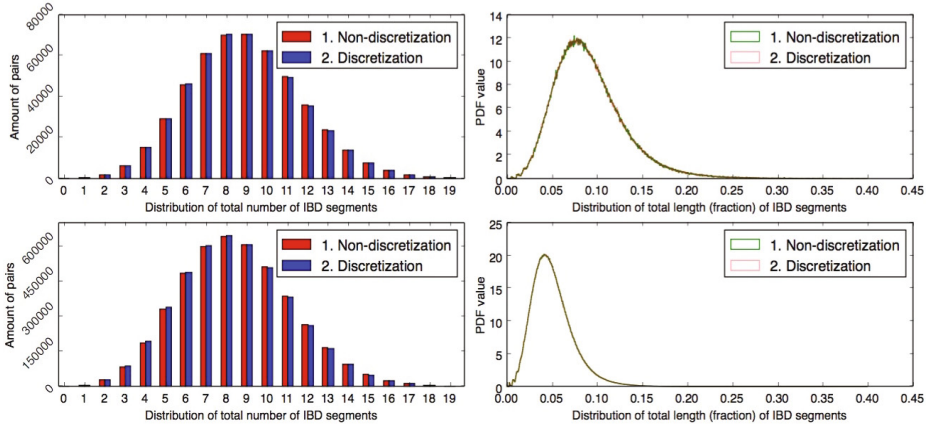 80000
60000
40000
20000
0
Amount of pairs
1. Non-discretization
2. Discretization
0 1 2 3 4 5 6 7 8 9 10 11 12 13 14 15 16 17 18 19
Distribution of total number of IBD segments
14
12
10
8
6
4
2
0
PDF value
1. Non-discretization
2. Discretization
0.00 0.05 0.10 0.15 0.20 0.25 0.30 0.35 0.40 0.45
Distribution of total length (fraction) of IBD segments
600000
450000
300000
150000
0
Amount of pairs
1. Non-discretization
2. Discretization
0 1 2 3 4 5 6 7 8 9 10 11 12 13 14 15 16 17 18 19
Distribution of total number of IBD segments
25
20
15
10
5
0
PDF value
1. Non-discretization
2. Discretization
0.00 0.05 0.10 0.15 0.20 0.25 0.30 0.35 0.40 0.45
Distribution of total length (fraction) of IBD segments